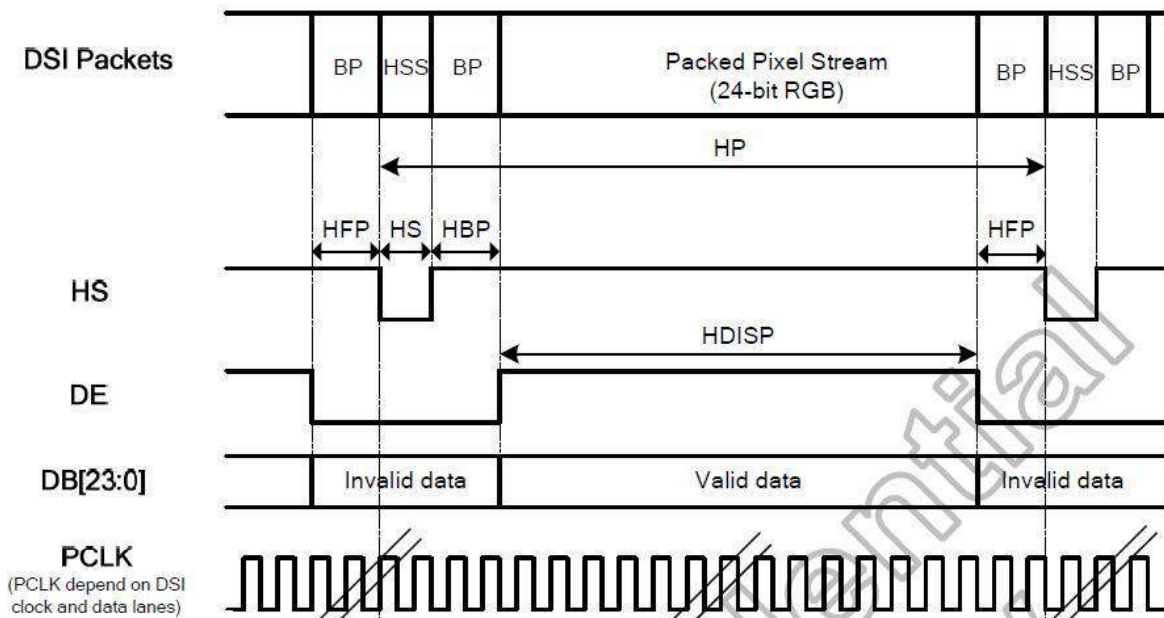 DSI Packets
BP HSS BP Packed Pixel Stream BP HSS BP
(24-bit RGB)
HP
HFP HS HBP HFP
HS
HDISP
DE
DB[23:0] Invalid data Valid data Invalid data
PCLK
(PCLK depend on DSI
clock and data lanes)